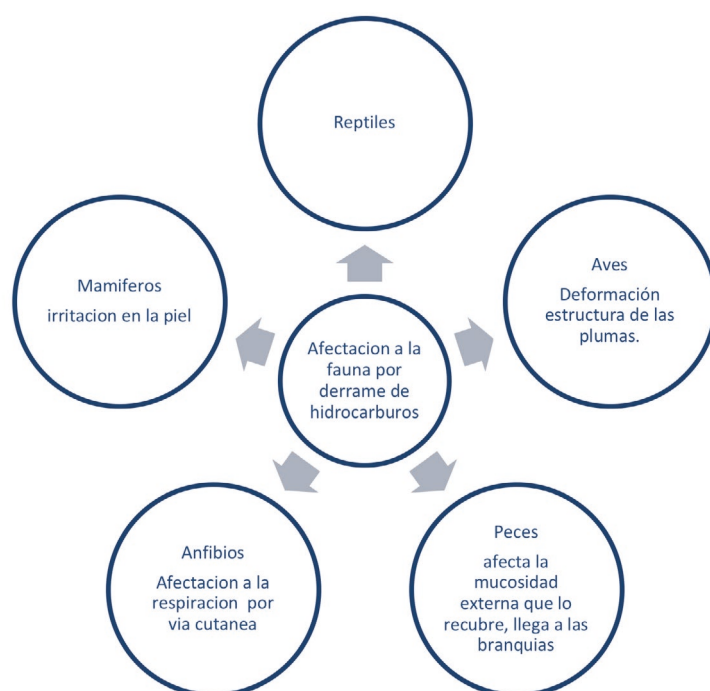 Reptiles
Mamiferos
irritacion en la piel
Aves
Deformación
estructura de las
plumas.
Afectacion a la
fauna por
derrame de
hidrocarburos
Anfibios
Afectacion a la
respiracion por
via cutanea
Peces
afecta la
mucosidad
externa que lo
recubre, llega a las
branquias